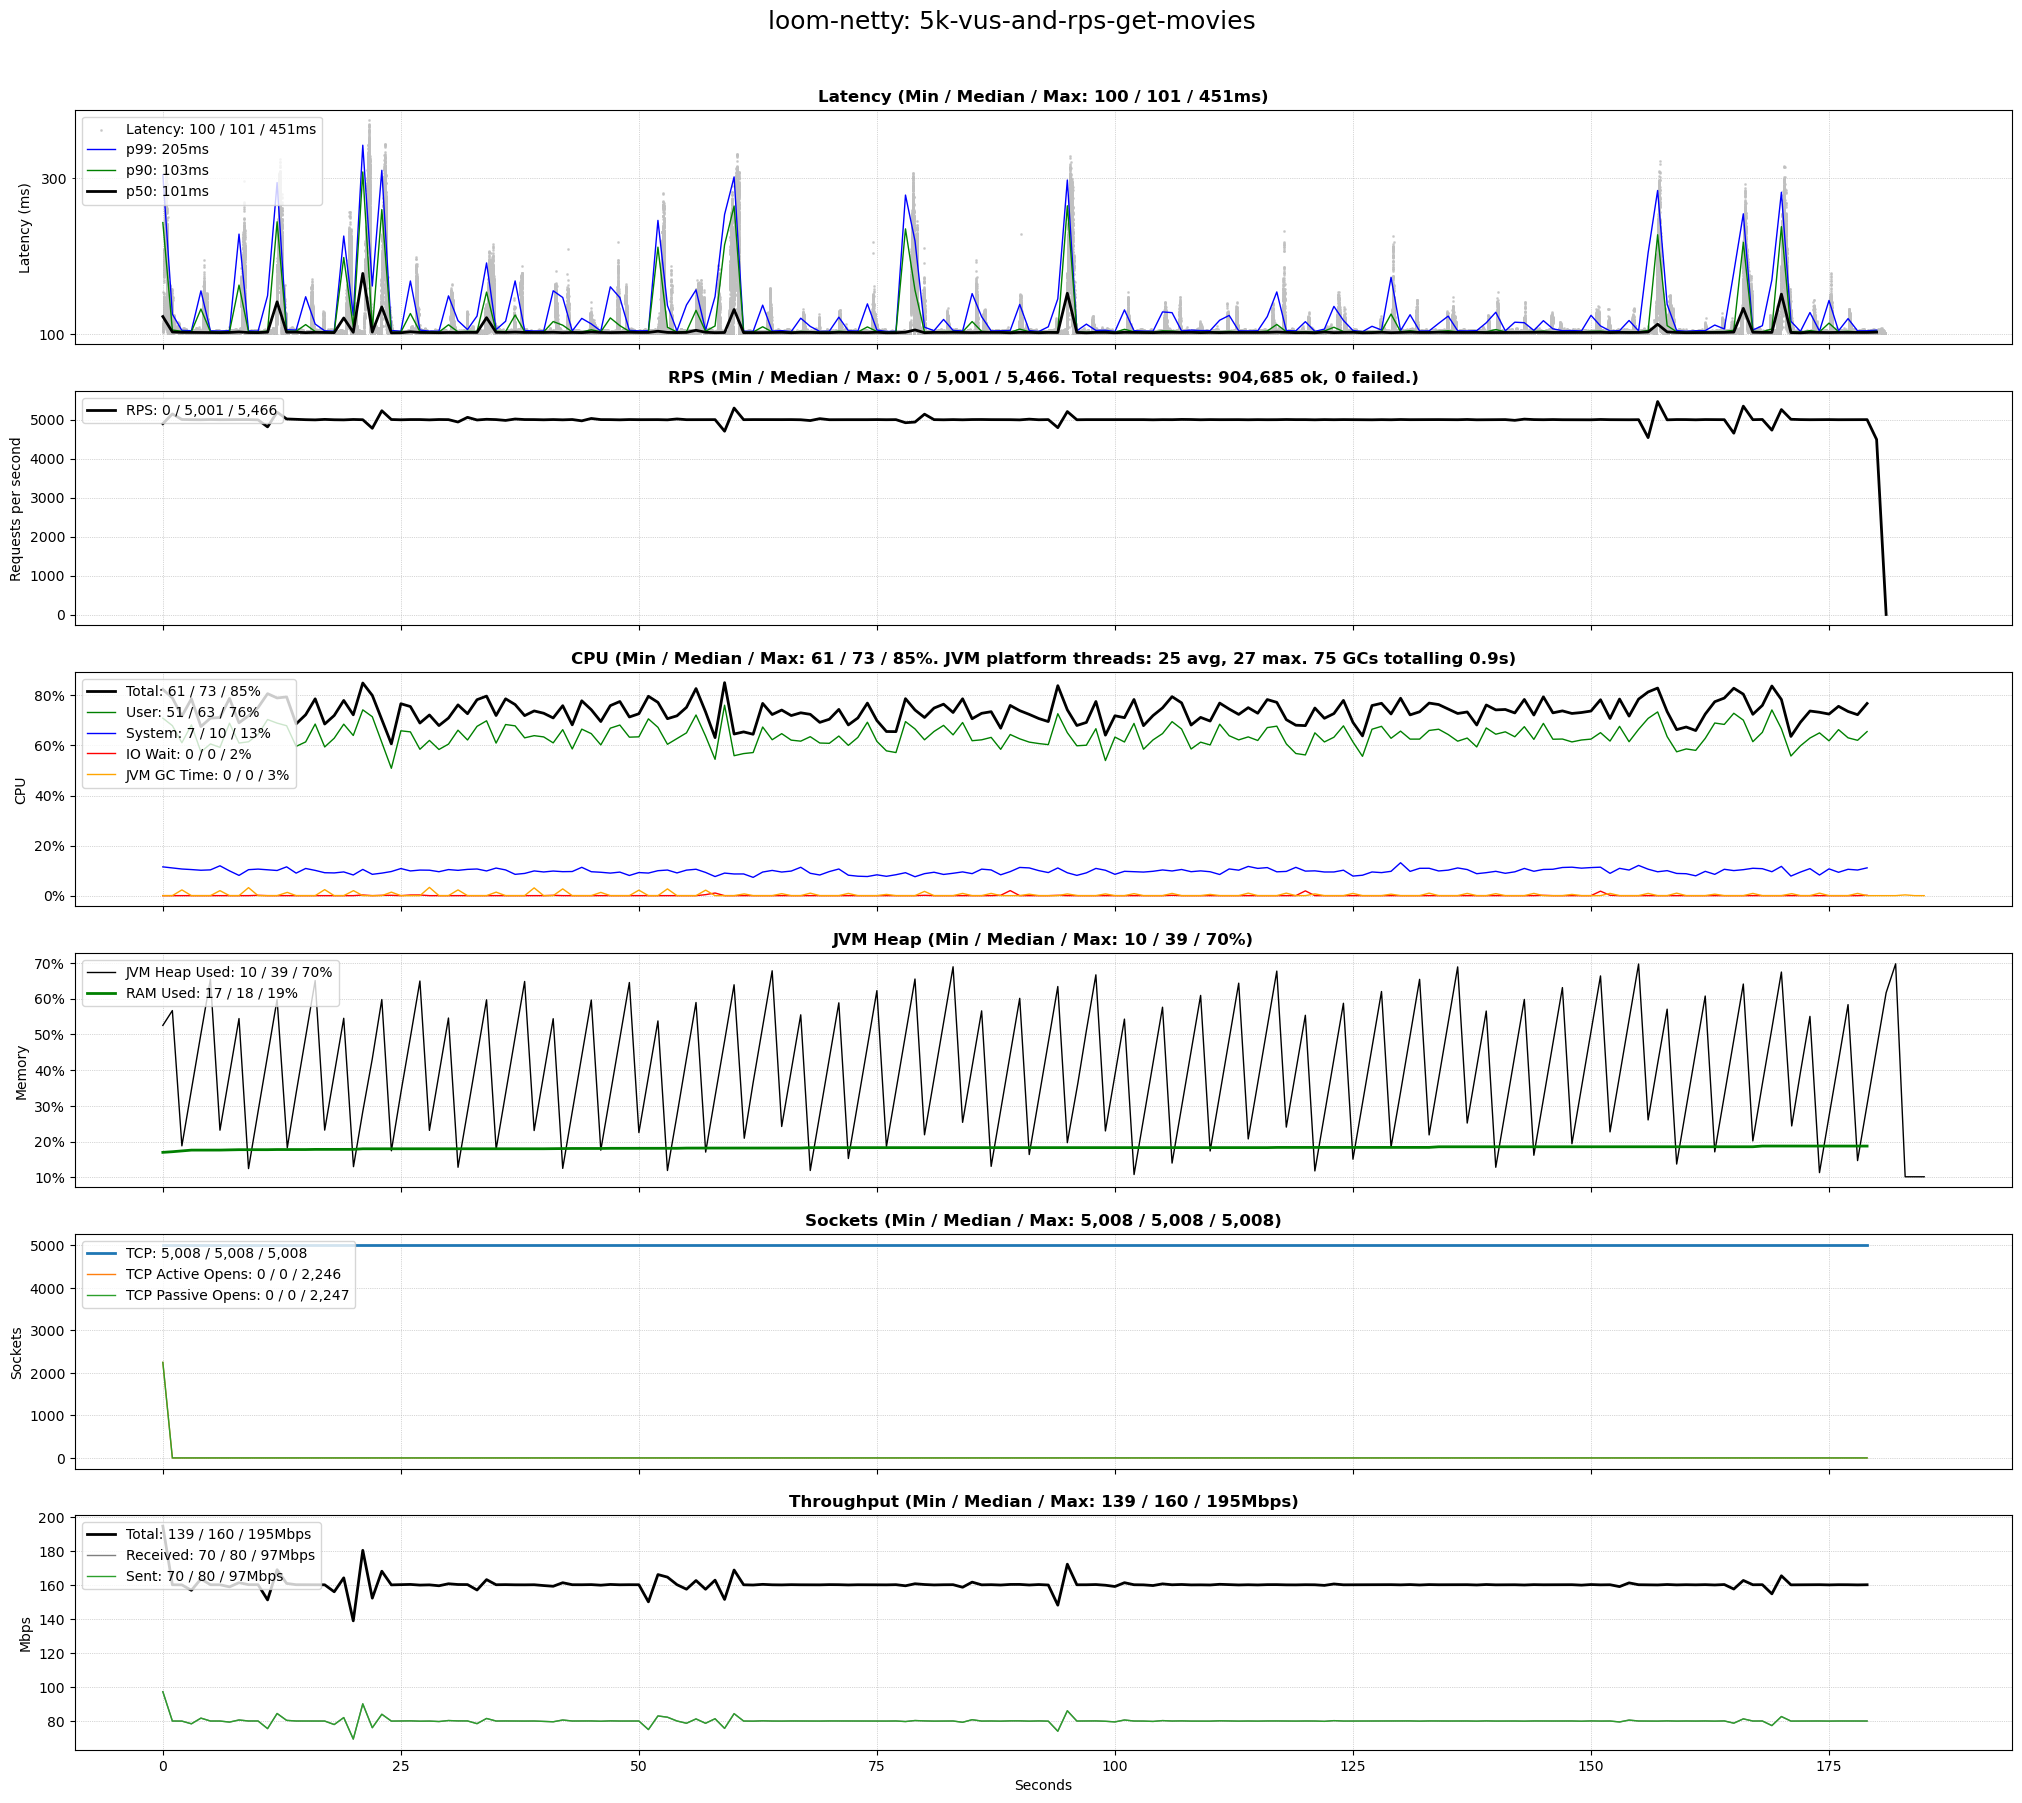 loom-netty: 5k-vus-and-rps-get-movies
Latency (Min / Median / Max: 100 / 101 / 451ms)
Latency: 100 / 101 / 451ms
p99: 205ms
p90: 103ms
p50: 101ms
Latency (ms)
300
100
RPS (Min / Median / Max: 0 / 5,001 / 5,466. Total requests: 904,685 ok, 0 failed.)
RPS: 0 / 5,001 / 5,466
Requests per second
5000
4000
3000
2000
1000
0
CPU (Min / Median / Max: 61 / 73 / 85%. JVM platform threads: 25 avg, 27 max. 75 GCs totalling 0.9s)
Total: 61 / 73 / 85%
User: 51 / 63 / 76%
System: 7 / 10 / 13%
IO Wait: 0 / 0 / 2%
JVM GC Time: 0 / 0 / 3%
CPU
80%
60%
40%
20%
0%
JVM Heap (Min / Median / Max: 10 / 39 / 70%)
JVM Heap Used: 10 / 39 / 70%
RAM Used: 17 / 18 / 19%
Memory
70%
60%
50%
40%
30%
20%
10%
Sockets (Min / Median / Max: 5,008 / 5,008 / 5,008)
TCP: 5,008 / 5,008 / 5,008
TCP Active Opens: 0 / 0 / 2,246
TCP Passive Opens: 0 / 0 / 2,247
Sockets
5000
4000
3000
2000
1000
0
Throughput (Min / Median / Max: 139 / 160 / 195Mbps)
Total: 139 / 160 / 195Mbps
Received: 70 / 80 / 97Mbps
Sent: 70 / 80 / 97Mbps
Mbps
200
180
160
140
120
100
80
0 25 50 75 100 125 150 175
Seconds